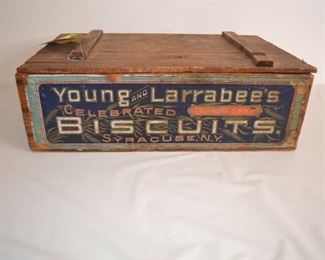 Young AND Larrabee's
CELEBRATED
BISCUITS,
SYRACUSE, N.Y.